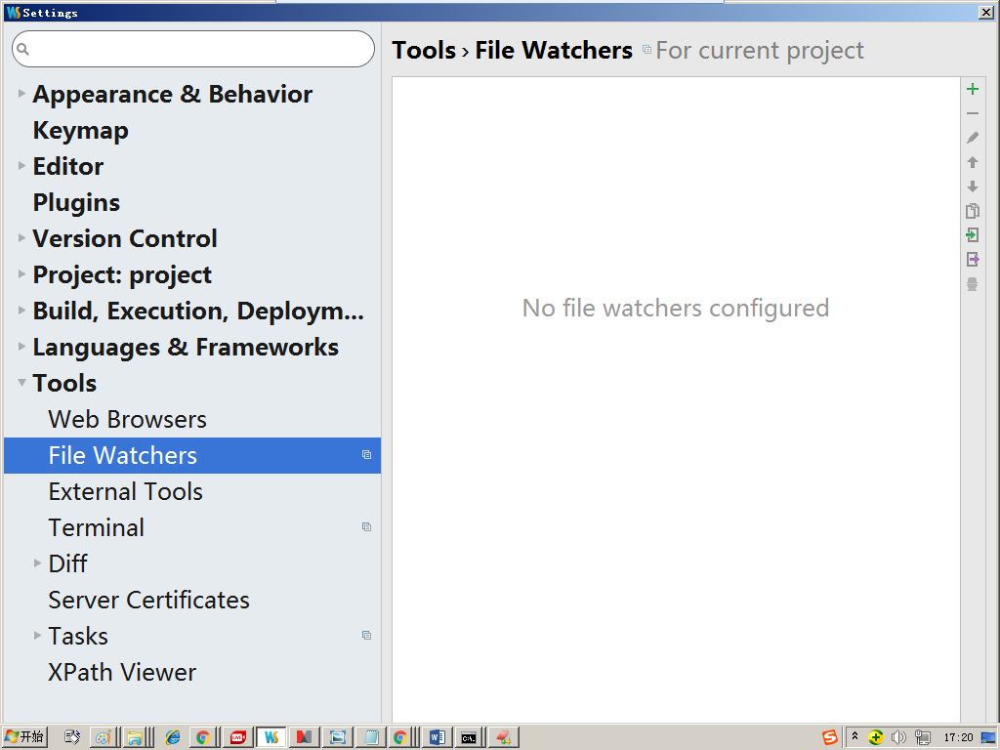 Settings
Tools › File Watchers For current project
Appearance & Behavior
Keymap
Editor
Plugins
Version Control
Project: project
Build, Execution, Deploym...
Languages & Frameworks
Tools
Web Browsers
File Watchers
External Tools
Terminal
Diff
Server Certificates
Tasks
XPath Viewer
No file watchers configured
开始
17:20